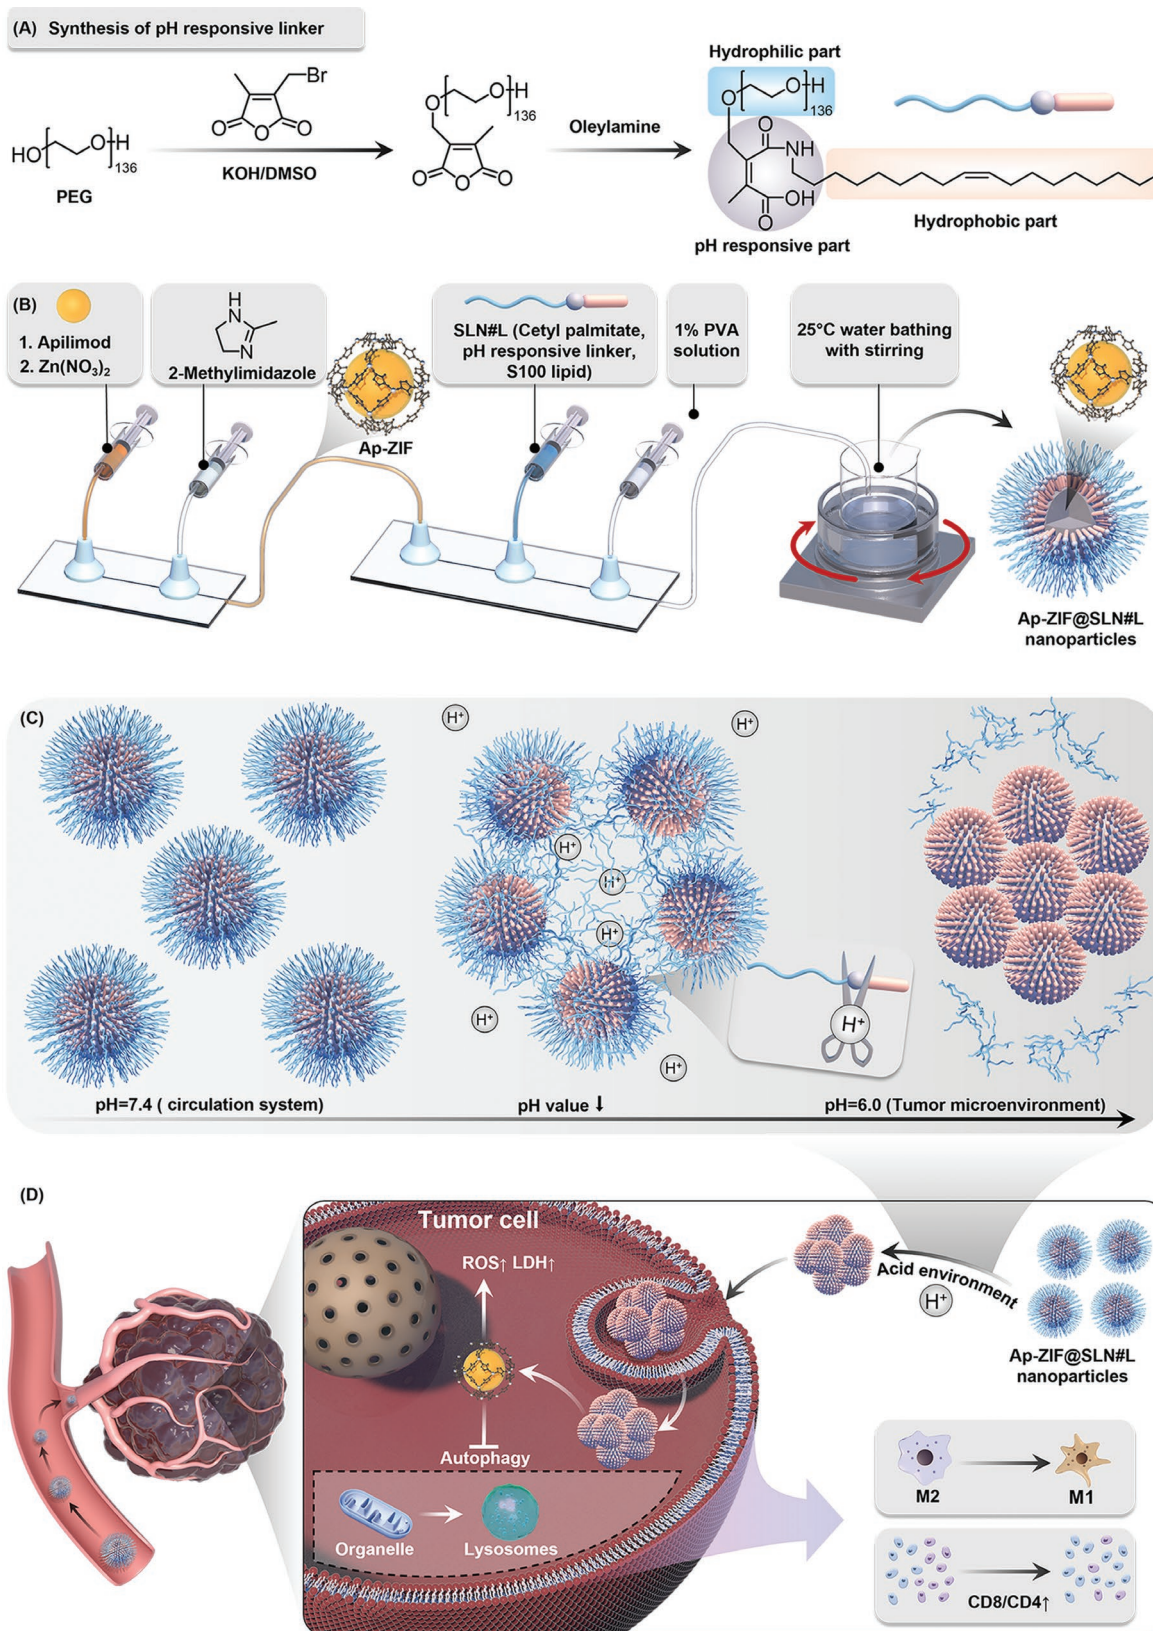 (A) Synthesis of pH responsive linker
Br
O O O
HO O H 136
PEG
KOH/DMSO
O O H 136
O O O
Oleylamine
Hydrophilic part
O O H 136
O NH
OH
O
pH responsive part
Hydrophobic part
(B)
1. Apilimod
2. Zn(NO3)2
H
N
N
2-Methylimidazole
Ap-ZIF
SLN#L (Cetyl palmitate,
pH responsive linker,
S100 lipid)
1% PVA
solution
25°C water bathing
with stirring
Ap-ZIF@SLN#L
nanoparticles
(C)
H+
H+
H+
H+
H+
H+
H+
H+
pH=7.4 ( circulation system)
pH value ↓
pH=6.0 (Tumor microenvironment)
(D)
Tumor cell
ROS↑ LDH↑
Autophagy
Organelle
Lysosomes
Acid environment
H+
Ap-ZIF@SLN#L
nanoparticles
M2
M1
CD8/CD4↑